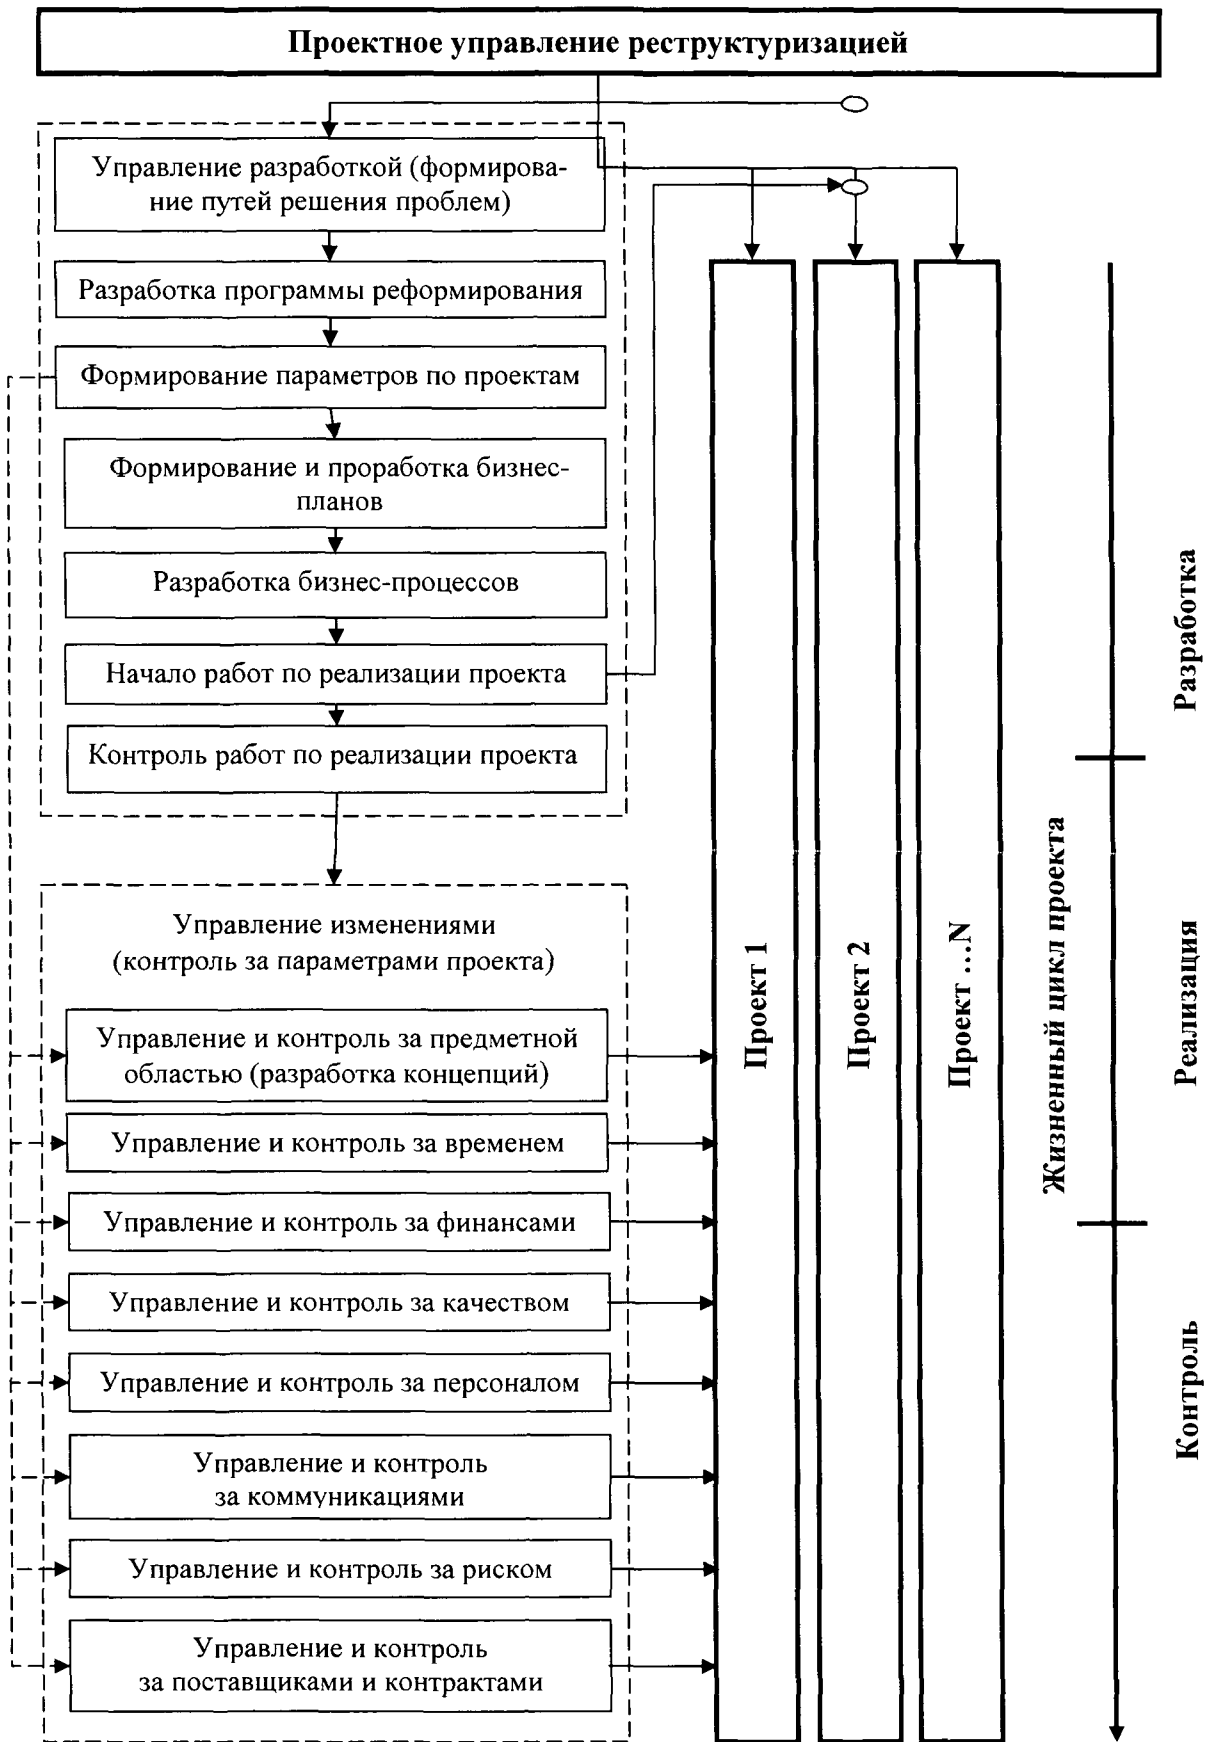 Проектное управление реструктуризацией
Управление разработкой (формирова-
ние путей решения проблем)
Разработка программы реформирования
Формирование параметров по проектам
Формирование и проработка бизнес-
планов
Разработка бизнес-процессов
Начало работ по реализации проекта
Контроль работ по реализации проекта
Управление изменениями
(контроль за параметрами проекта)
Управление и контроль за предметной
областью (разработка концепций)
Управление и контроль за временем
Управление и контроль за финансами
Управление и контроль за качеством
Управление и контроль за персоналом
Управление и контроль
за коммуникациями
Управление и контроль за риском
Управление и контроль
за поставщиками и контрактами
Проект 1
Проект 2
Проект ...N
Жизненный цикл проекта
Разработка
Реализация
Контроль